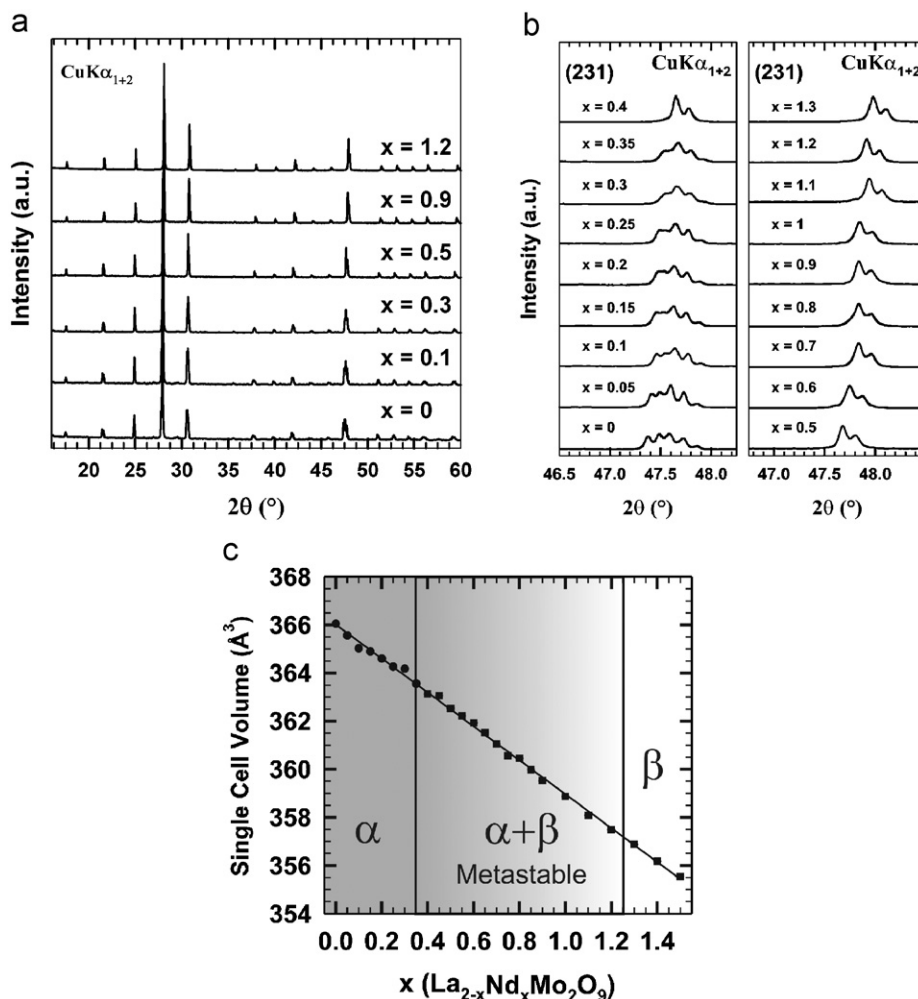 a
CuKα1+2
x = 1.2
x = 0.9
x = 0.5
x = 0.3
x = 0.1
x = 0
Intensity (a.u.)
20 25 30 35 40 45 50 55 60
2θ (°)
b
(231) CuKα1+2
x = 0.4
x = 0.35
x = 0.3
x = 0.25
x = 0.2
x = 0.15
x = 0.1
x = 0.05
x = 0
Intensity (a.u.)
46.5 47.0 47.5 48.0
2θ (°)
(231) CuKα1+2
x = 1.3
x = 1.2
x = 1.1
x = 1
x = 0.9
x = 0.8
x = 0.7
x = 0.6
x = 0.5
47.0 47.5 48.0
2θ (°)
c
Single Cell Volume (Å3)
368
366
364
362
360
358
356
354
α
α+β
Metastable
β
0.0 0.2 0.4 0.6 0.8 1.0 1.2 1.4
x (La2-xNdxMo2O9)